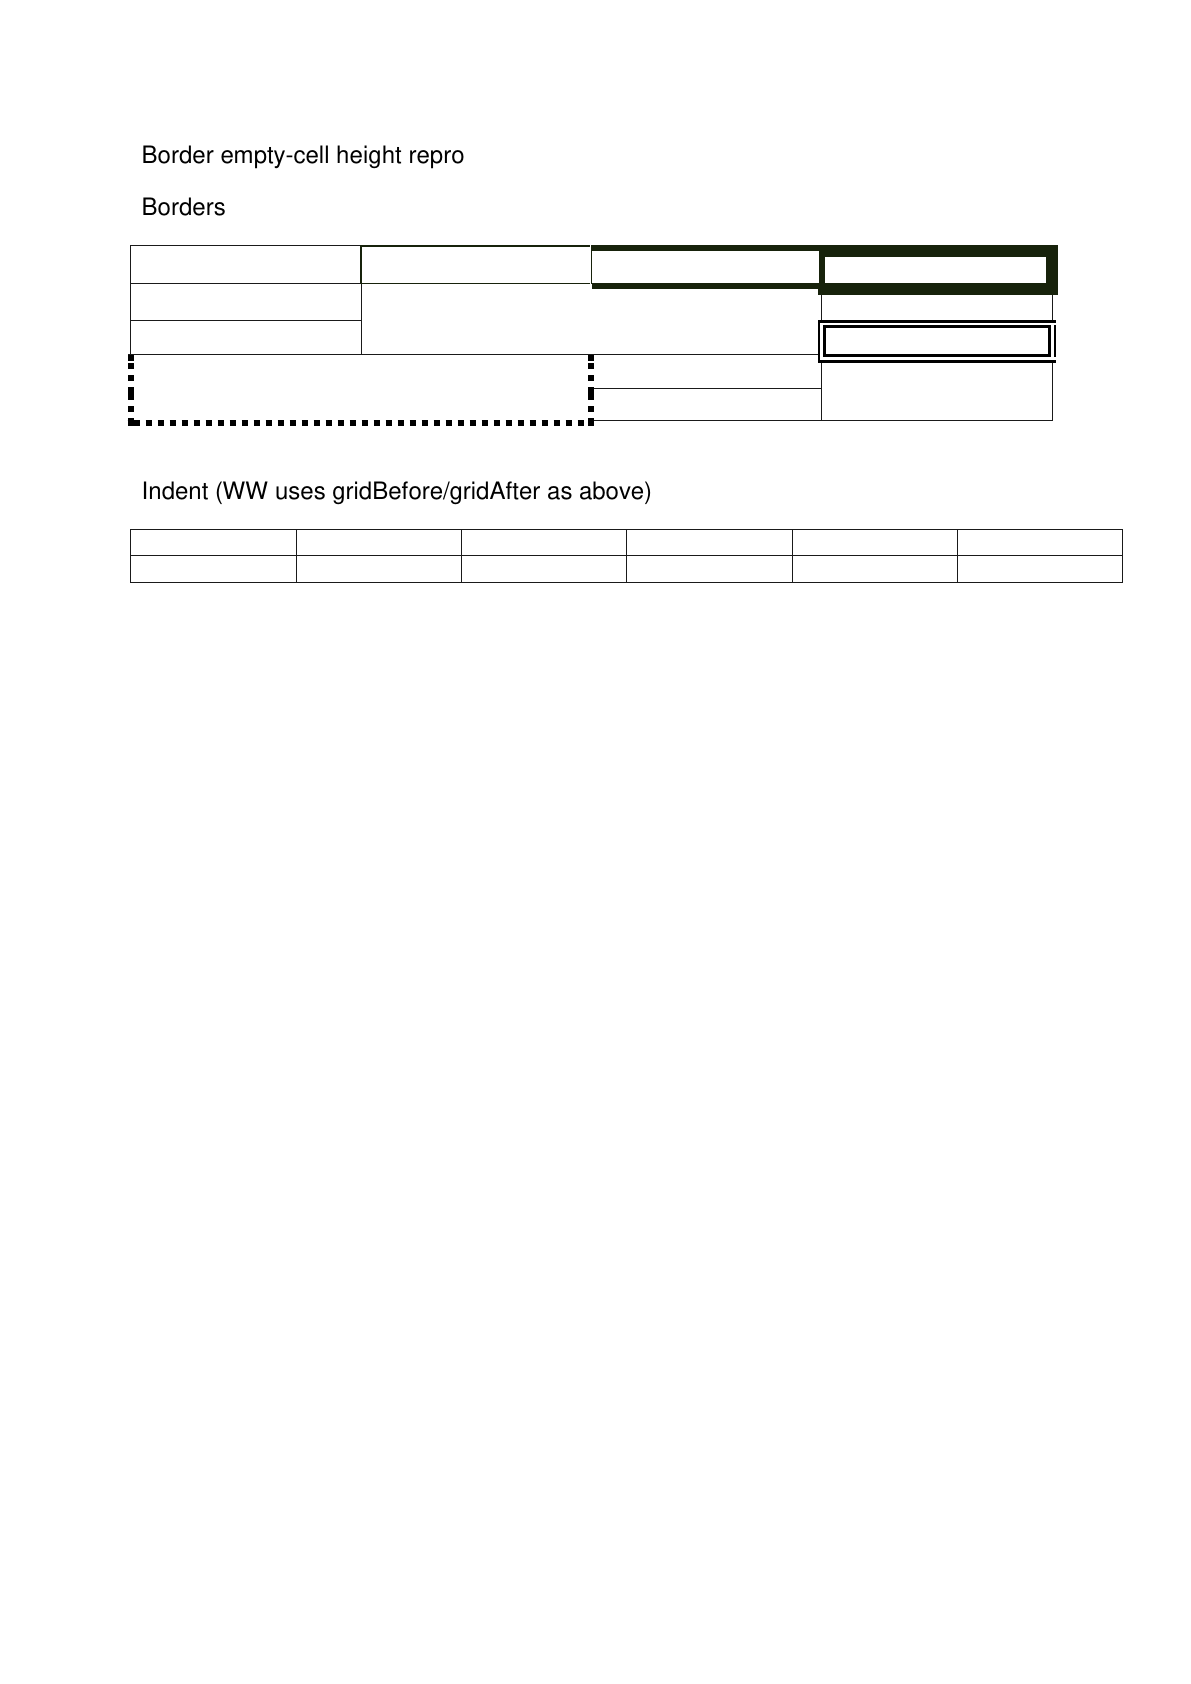 Border empty-cell height repro
Borders
Indent (WW uses gridBefore/gridAfter as above)